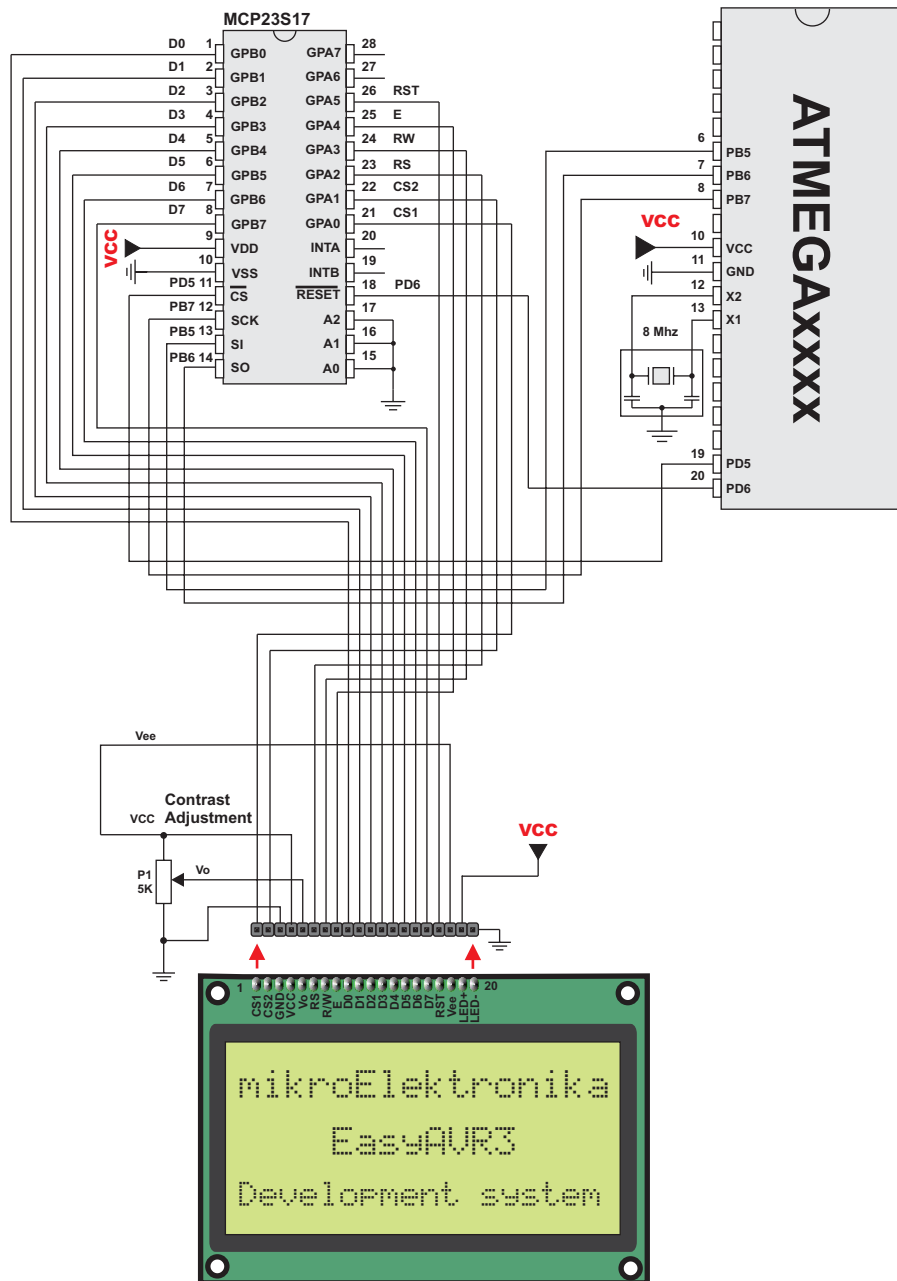 MCP23S17
D0 1 GPB0 GPA7 28
D1 2 GPB1 GPA6 27
D2 3 GPB2 GPA5 26 RST
D3 4 GPB3 GPA4 25 E
D4 5 GPB4 GPA3 24 RW
D5 6 GPB5 GPA2 23 RS
D6 7 GPB6 GPA1 22 CS2
D7 8 GPB7 GPA0 21 CS1
VCC 9 VDD INTA 20
10 VSS INTB 19
PD5 11 CS RESET 18 PD6
PB7 12 SCK A2 17
PB5 13 SI A1 16
PB6 14 SO A0 15
ATMEGAxxxx
6 PB5
7 PB6
8 PB7
VCC 10 VCC
11 GND
12 X2
13 X1
8 Mhz
19 PD5
20 PD6
Vee
Contrast
Adjustment
VCC
P1
5K
Vo
VCC
1 20
CS1
CS2
GND
VCC
Vo
RS
R/W
E
D0
D1
D2
D3
D4
D5
D6
D7
RST
Vee
LED+
LED-
mikroElektronika
EasyAVR3
Development system